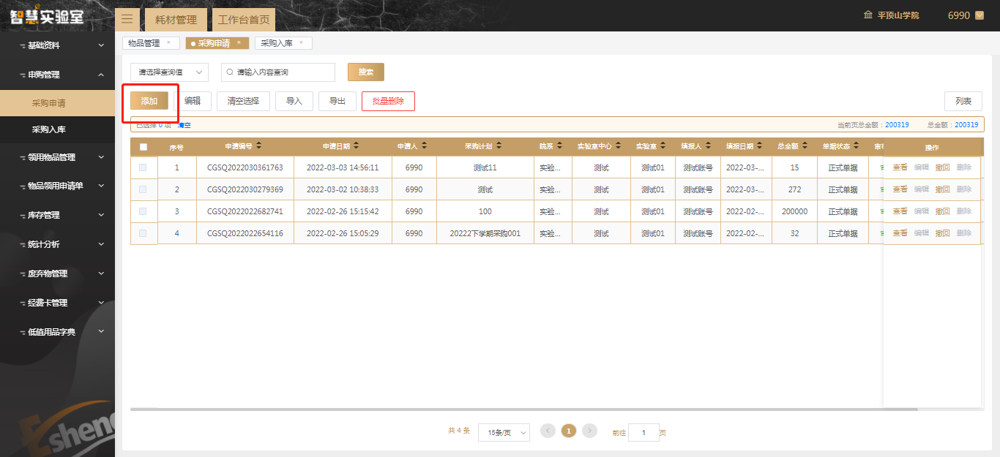 智慧实验室
耗材管理
工作台首页
平顶山学院
6990
基础资料
申购管理
采购申请
采购入库
领用物品管理
物品领用申请单
库存管理
统计分析
废弃物管理
经费卡管理
低值用品字典
Esheng
物品管理 ×
采购申请 ×
采购入库 ×
请选择查询值
请输入内容查询
搜索
添加
编辑
清空选择
导入
导出
批量删除
列表
已选择 0 项 清空
当前页总金额：200319 总金额：200319
序号 申请编号 申请日期 申请人 采购计划 院系 实验室中心 实验室 填报人 填报日期 总金额 单据状态 操作
1 CGSQ2022030361763 2022-03-03 14:56:11 6990 测试11 实验... 测试 测试01 测试账号 2022-03-... 15 正式单据 查看 编辑 撤回 删除
2 CGSQ2022030279369 2022-03-02 10:38:33 6990 测试 实验... 测试 测试01 测试账号 2022-03-... 272 正式单据 查看 编辑 撤回 删除
3 CGSQ2022022682741 2022-02-26 15:15:42 6990 100 实验... 测试 测试01 测试账号 2022-02-... 200000 正式单据 查看 编辑 撤回 删除
4 CGSQ2022022654116 2022-02-26 15:05:29 6990 20222下学期采购001 实验... 测试 测试01 测试账号 2022-02-... 32 正式单据 查看 编辑 撤回 删除
共 4 条 15条/页 1 前往 1 页